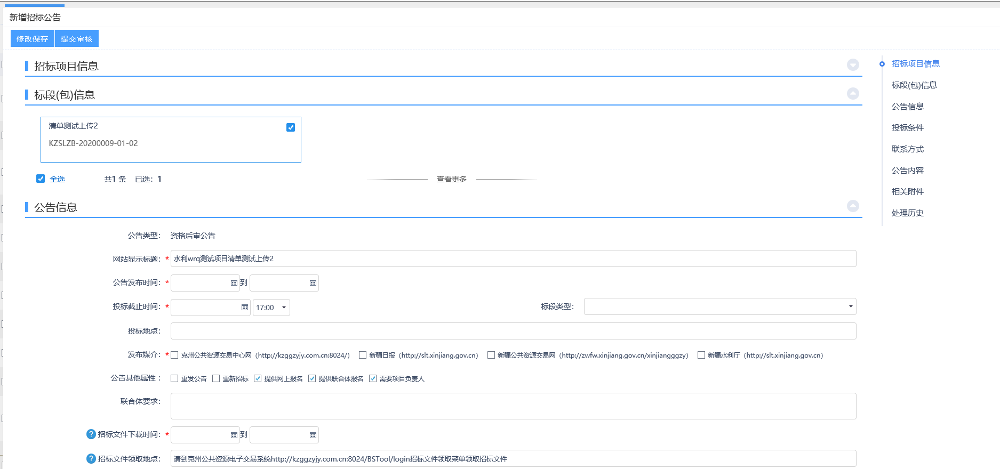 新增招标公告
修改保存 提交审核
招标项目信息
标段(包)信息
清单测试上传2
KZSLZB-20200009-01-02
全选 共1 条 已选：1 查看更多
公告信息
公告类型： 资格后审公告
网站显示标题：* 水利wrq测试项目清单测试上传2
公告发布时间：* 到
投标截止时间：* 17:00 标段类型：
投标地点：
发布媒介：* 克州公共资源交易中心网（http://kzggzyjy.com.cn:8024/） 新疆日报（http://slt.xinjiang.gov.cn） 新疆公共资源交易网（http://zwfw.xinjiang.gov.cn/xinjiangggzy） 新疆水利厅（http://slt.xinjiang.gov.cn）
公告其他属性： 重发公告 重新招标 提供网上报名 提供联合体报名 需要项目负责人
联合体要求：
? 招标文件下载时间：* 到
? 招标文件领取地点： 请到克州公共资源电子交易系统http://kzggzyjy.com.cn:8024/BSTool/login招标文件领取菜单领取招标文件
招标项目信息
标段(包)信息
公告信息
投标条件
联系方式
公告内容
相关附件
处理历史